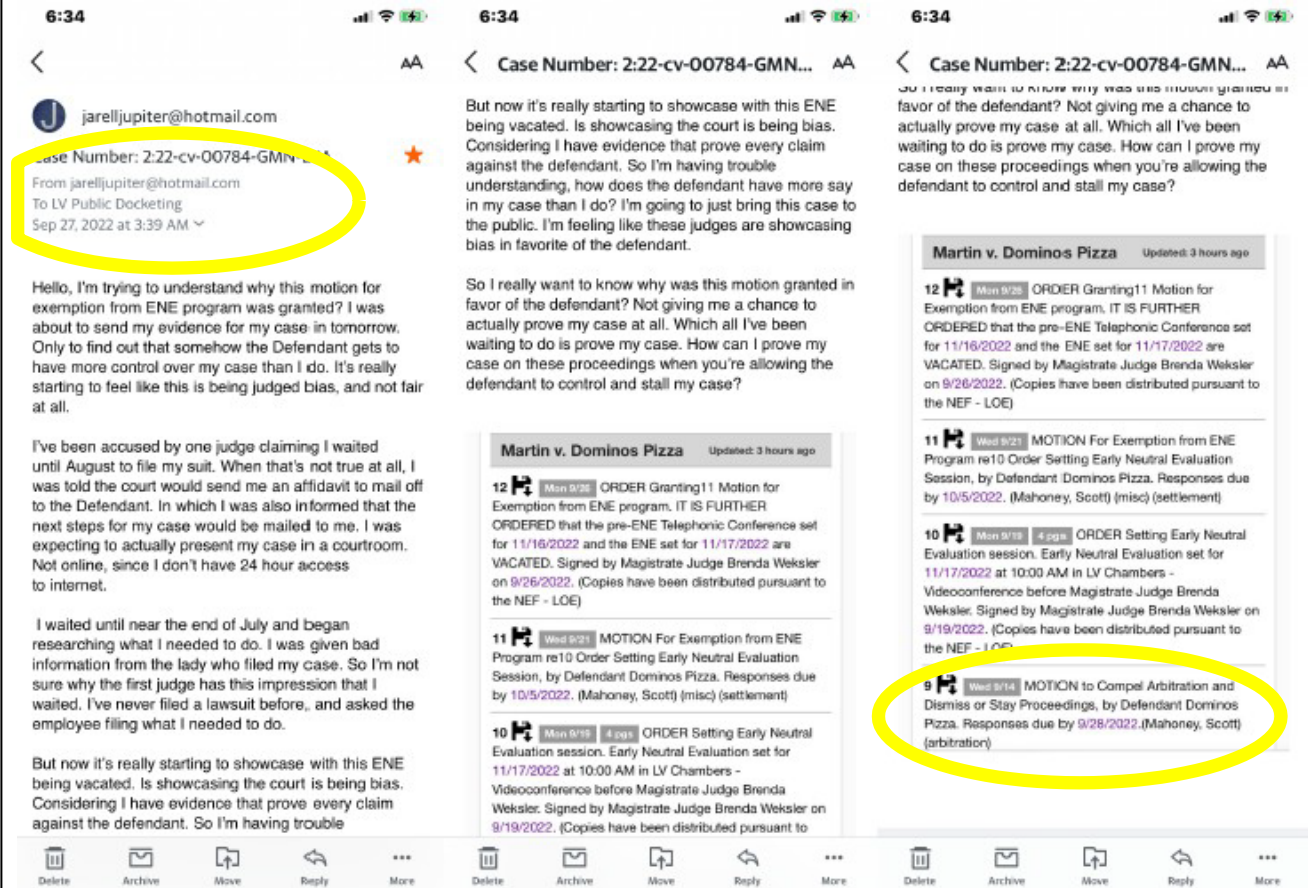 6:34
AA
J
jarelljupiter@hotmail.com
Case Number: 2:22-cv-00784-GMN-
From jarelljupiter@hotmail.com
To LV Public Docketing
Sep 27, 2022 at 3:39 AM
Hello, I'm trying to understand why this motion for
exemption from ENE program was granted? I was
about to send my evidence for my case in tomorrow.
Only to find out that somehow the Defendant gets to
have more control over my case than I do. It's really
starting to feel like this is being judged bias, and not fair
at all.
I've been accused by one judge claiming I waited
until August to file my suit. When that's not true at all, I
was told the court would send me an affidavit to mail off
to the Defendant. In which I was also informed that the
next steps for my case would be mailed to me. I was
expecting to actually present my case in a courtroom.
Not online, since I don't have 24 hour access
to internet.
I waited until near the end of July and began
researching what I needed to do. I was given bad
information from the lady who filed my case. So I'm not
sure why the first judge has this impression that I
waited. I've never filed a lawsuit before, and asked the
employee filing what I needed to do.
But now it's really starting to showcase with this ENE
being vacated. Is showcasing the court is being bias.
Considering I have evidence that prove every claim
against the defendant. So I'm having trouble
Delete
Archive
Move
Reply
More
6:34
Case Number: 2:22-cv-00784-GMN...
AA
But now it's really starting to showcase with this ENE
being vacated. Is showcasing the court is being bias.
Considering I have evidence that prove every claim
against the defendant. So I'm having trouble
understanding, how does the defendant have more say
in my case than I do? I'm going to just bring this case to
the public. I'm feeling like these judges are showcasing
bias in favorite of the defendant.
So I really want to know why was this motion granted in
favor of the defendant? Not giving me a chance to
actually prove my case at all. Which all I've been
waiting to do is prove my case. How can I prove my
case on these proceedings when you're allowing the
defendant to control and stall my case?
Martin v. Dominos Pizza Updated: 3 hours ago
12 Mon 9/26 ORDER Granting11 Motion for
Exemption from ENE program. IT IS FURTHER
ORDERED that the pre-ENE Telephonic Conference set
for 11/16/2022 and the ENE set for 11/17/2022 are
VACATED. Signed by Magistrate Judge Brenda Weksler
on 9/26/2022. (Copies have been distributed pursuant to
the NEF - LOE)
11 Wed 9/21 MOTION For Exemption from ENE
Program re10 Order Setting Early Neutral Evaluation
Session, by Defendant Dominos Pizza. Responses due
by 10/5/2022. (Mahoney, Scott) (misc) (settlement)
10 Mon 9/19 4 pgs ORDER Setting Early Neutral
Evaluation session. Early Neutral Evaluation set for
11/17/2022 at 10:00 AM in LV Chambers -
Videoconference before Magistrate Judge Brenda
Weksler. Signed by Magistrate Judge Brenda Weksler on
9/19/2022. (Copies have been distributed pursuant to
Delete
Archive
Move
Reply
More
6:34
Case Number: 2:22-cv-00784-GMN...
AA
So I really want to know why was this motion granted in
favor of the defendant? Not giving me a chance to
actually prove my case at all. Which all I've been
waiting to do is prove my case. How can I prove my
case on these proceedings when you're allowing the
defendant to control and stall my case?
Martin v. Dominos Pizza Updated: 3 hours ago
12 Mon 9/26 ORDER Granting11 Motion for
Exemption from ENE program. IT IS FURTHER
ORDERED that the pre-ENE Telephonic Conference set
for 11/16/2022 and the ENE set for 11/17/2022 are
VACATED. Signed by Magistrate Judge Brenda Weksler
on 9/26/2022. (Copies have been distributed pursuant to
the NEF - LOE)
11 Wed 9/21 MOTION For Exemption from ENE
Program re10 Order Setting Early Neutral Evaluation
Session, by Defendant Dominos Pizza. Responses due
by 10/5/2022. (Mahoney, Scott) (misc) (settlement)
10 Mon 9/19 4 pgs ORDER Setting Early Neutral
Evaluation session. Early Neutral Evaluation set for
11/17/2022 at 10:00 AM in LV Chambers -
Videoconference before Magistrate Judge Brenda
Weksler. Signed by Magistrate Judge Brenda Weksler on
9/19/2022. (Copies have been distributed pursuant to
the NEF - LOE)
9 Wed 9/14 MOTION to Compel Arbitration and
Dismiss or Stay Proceedings, by Defendant Dominos
Pizza. Responses due by 9/28/2022.(Mahoney, Scott)
(arbitration)
Delete
Archive
Move
Reply
More